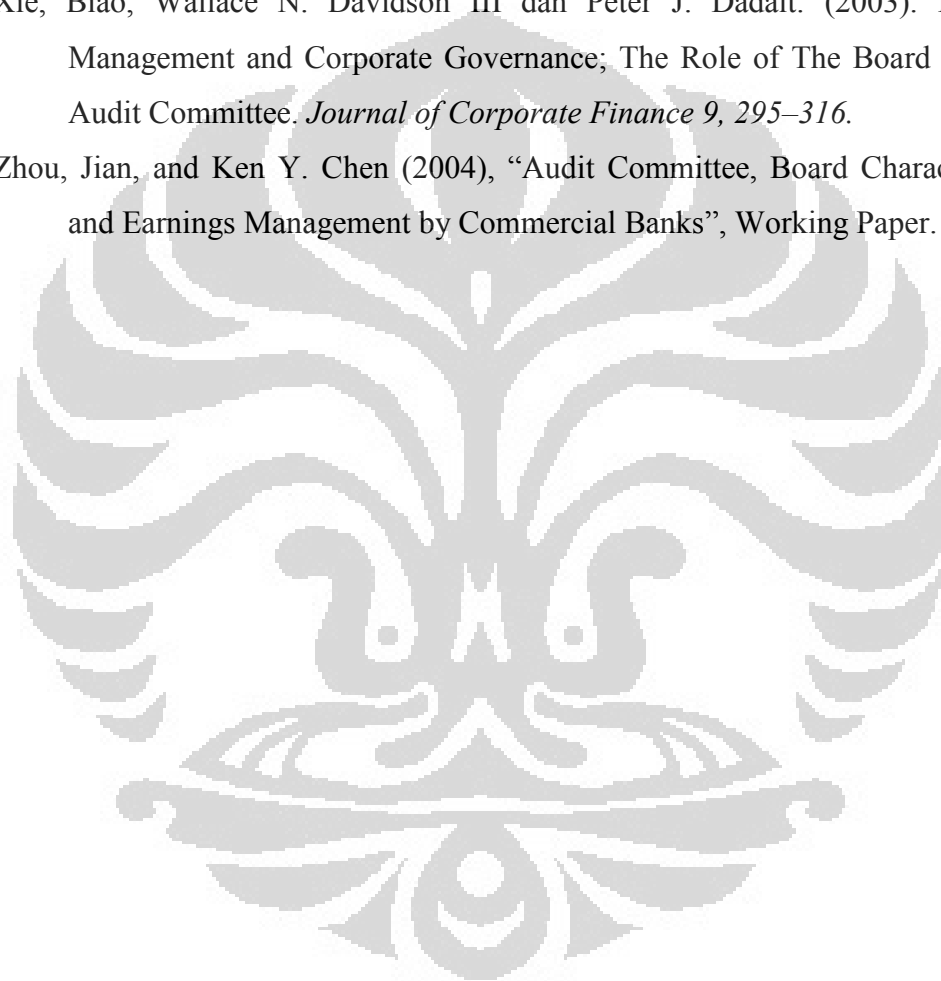 Xie, Biao, Wallace N. Davidson III dan Peter J. Dadalt. (2003).
Management and Corporate Governance; The Role of The Board
Audit Committee. Journal of Corporate Finance 9, 295–316.
Zhou, Jian, and Ken Y. Chen (2004), “Audit Committee, Board
and Earnings Management by Commercial Banks”, Working Paper.